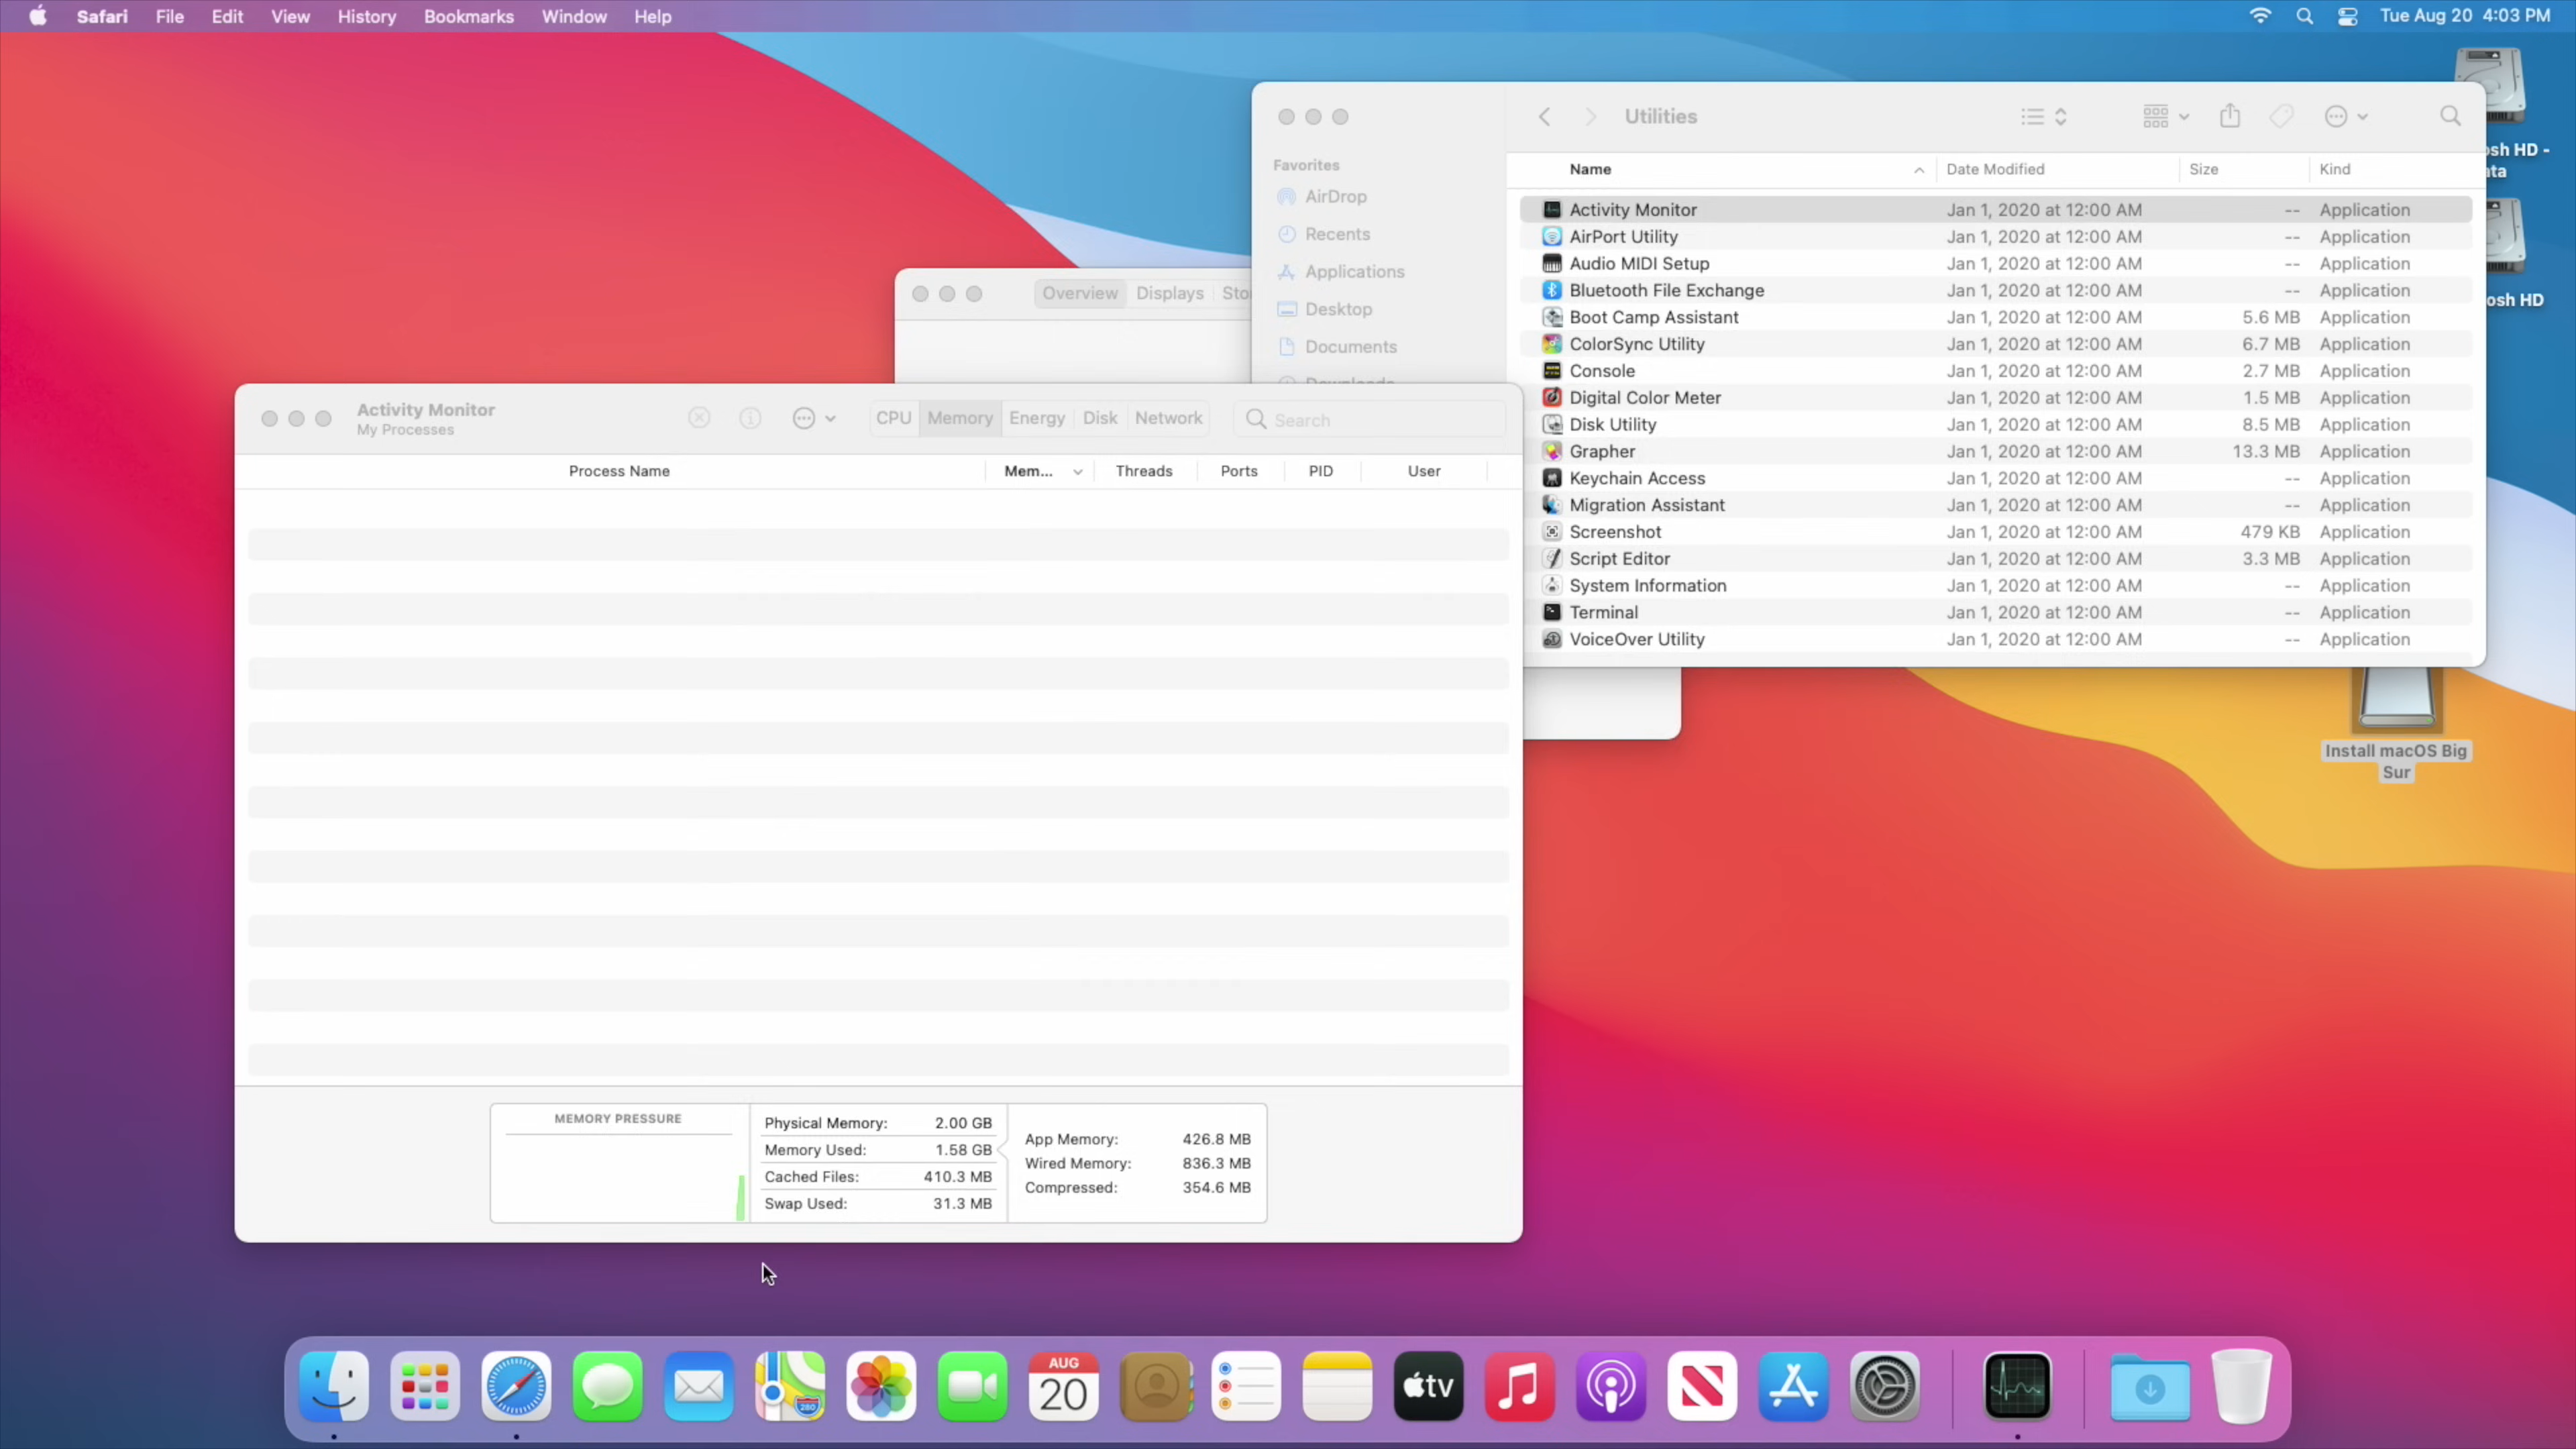 Safari File Edit View History Bookmarks Window Help
Tue Aug 20 4:03 PM
Utilities
Favorites
AirDrop
Recents
Applications
Desktop
Documents
Name Date Modified Size Kind
Activity Monitor Jan 1, 2020 at 12:00 AM -- Application
AirPort Utility Jan 1, 2020 at 12:00 AM -- Application
Audio MIDI Setup Jan 1, 2020 at 12:00 AM -- Application
Bluetooth File Exchange Jan 1, 2020 at 12:00 AM -- Application
Boot Camp Assistant Jan 1, 2020 at 12:00 AM 5.6 MB Application
ColorSync Utility Jan 1, 2020 at 12:00 AM 6.7 MB Application
Console Jan 1, 2020 at 12:00 AM 2.7 MB Application
Digital Color Meter Jan 1, 2020 at 12:00 AM 1.5 MB Application
Disk Utility Jan 1, 2020 at 12:00 AM 8.5 MB Application
Grapher Jan 1, 2020 at 12:00 AM 13.3 MB Application
Keychain Access Jan 1, 2020 at 12:00 AM -- Application
Migration Assistant Jan 1, 2020 at 12:00 AM -- Application
Screenshot Jan 1, 2020 at 12:00 AM 479 KB Application
Script Editor Jan 1, 2020 at 12:00 AM 3.3 MB Application
System Information Jan 1, 2020 at 12:00 AM -- Application
Terminal Jan 1, 2020 at 12:00 AM -- Application
VoiceOver Utility Jan 1, 2020 at 12:00 AM -- Application
osh HD -
ata
osh HD
Install macOS Big
Sur
Overview Displays Sto
Activity Monitor
My Processes
CPU Memory Energy Disk Network
Search
Process Name Mem... Threads Ports PID User
MEMORY PRESSURE
Physical Memory: 2.00 GB
Memory Used: 1.58 GB
Cached Files: 410.3 MB
Swap Used: 31.3 MB
App Memory: 426.8 MB
Wired Memory: 836.3 MB
Compressed: 354.6 MB
280
AUG
20
tv